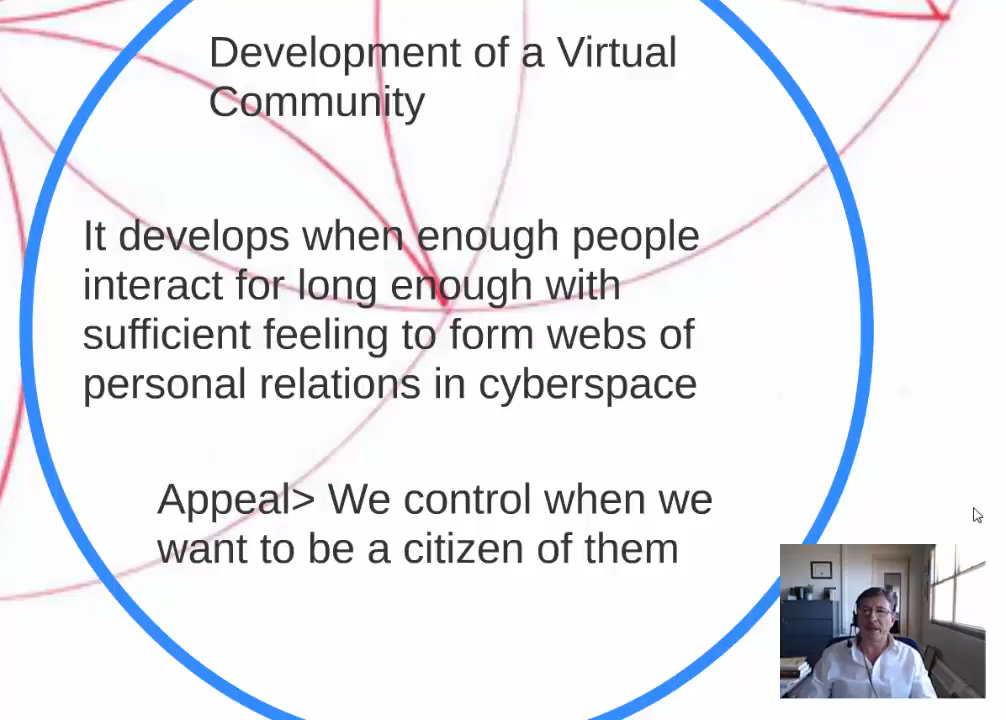 Development of a Virtual
Community
It develops when enough people
interact for long enough with
sufficient feeling to form webs of
personal relations in cyberspace
Appeal> We control when we
want to be a citizen of them